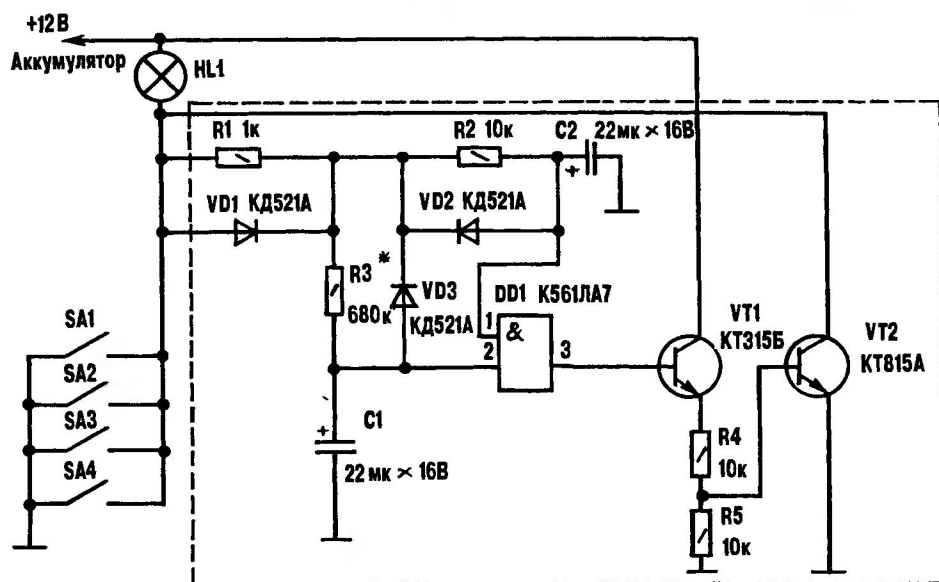 +12В
Аккумулятор
HL1
R1 1к
R2 10к
C2
22мк × 16В
+
VD1 КД521А
VD2 КД521А
R3 *
680к
VD3
КД521А
DD1 К561ЛА7
1
&
2
3
VT1
КТ315Б
VT2
КТ815А
SA1
SA2
SA3
SA4
+
C1
22мк × 16В
R4
10к
R5
10к